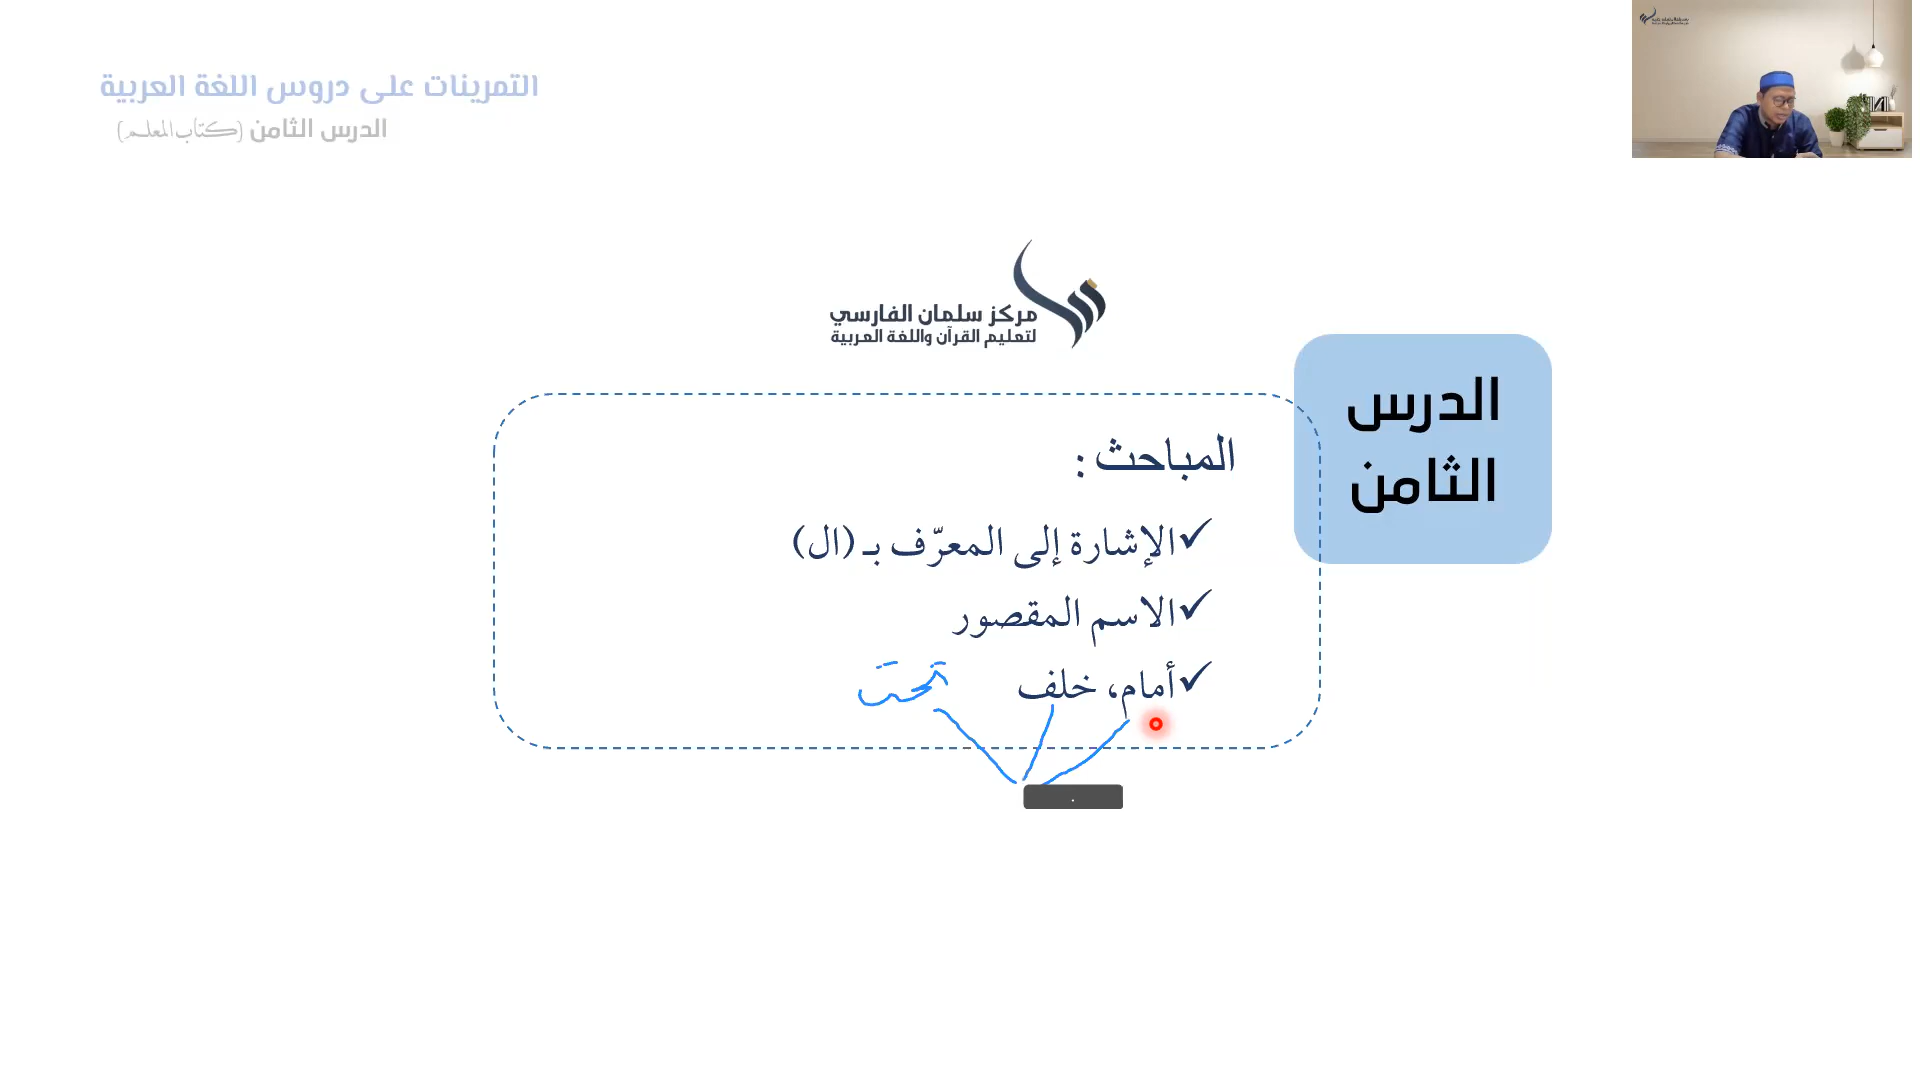 التمرينات على دروس اللغة العربية
الدرس الثامن (كتاب المعلم)
مركز سلمان الفارسي
لتعليم القرآن واللغة العربية
الدرس
الثامن
المباحث :
✓الإشارة إلى المعرّف بـ (ال)
✓الاسم المقصور
✓أمام، خلف تحت